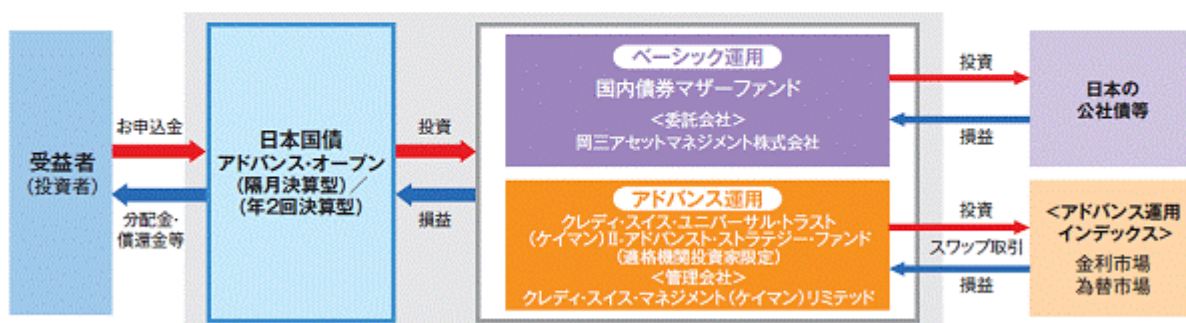 受益者
(投資者)
お申込金
分配金・
償還金等
日本国債
アドバンス・オープン
(隔月決算型)／
(年2回決算型)
投資
損益
ベーシック運用
国内債券マザーファンド
＜委託会社＞
岡三アセットマネジメント株式会社
投資
損益
日本の
公社債等
アドバンス運用
クレディ・スイス・ユニバーサル・トラスト
(ケイマン)Ⅱ-アドバンスト・ストラテジー・ファンド
(適格機関投資家限定)
＜管理会社＞
クレディ・スイス・マネジメント(ケイマン)リミテッド
投資
スワップ取引
損益
＜アドバンス運用
インデックス＞
金利市場
為替市場